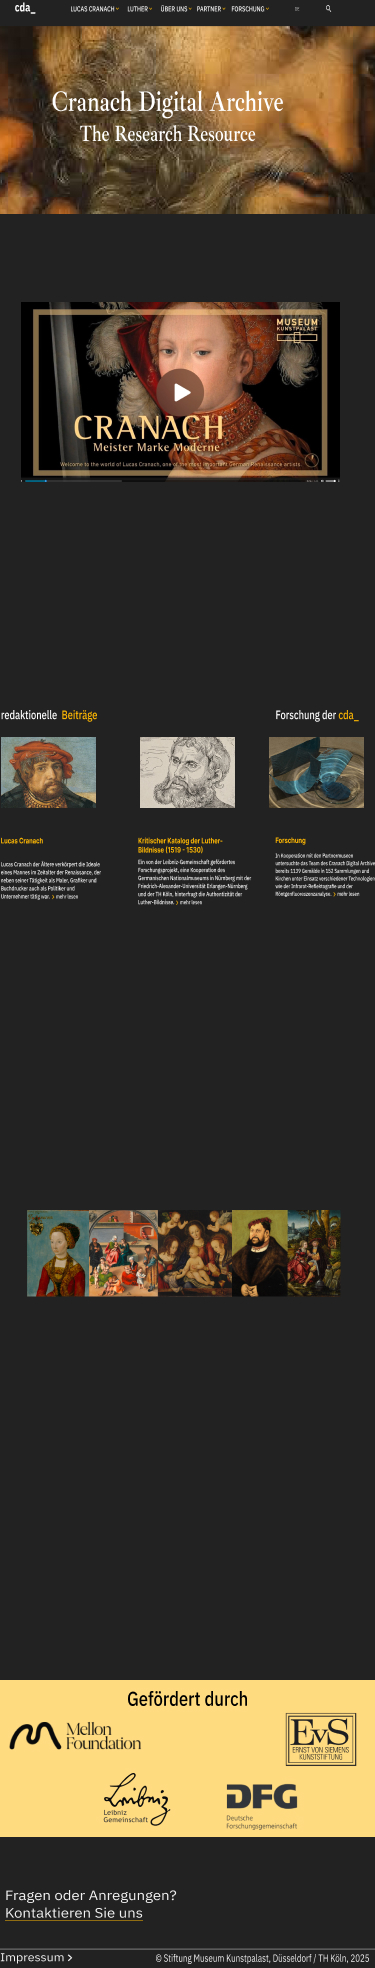 cda_
LUCAS CRANACH LUTHER ÜBER UNS PARTNER FORSCHUNG
Cranach Digital Archive
The Research Resource
MUSEUM
KUNSTPALAST
CRANACH
Meister Marke Moderne
Welcome to the world of Lucas Cranach, one of the most important German Renaissance artists
redaktionelle Beiträge
Forschung der cda_
Lucas Cranach
Lucas Cranach der Ältere verkörpert die Ideale
eines Mannes im Zeitalter der Renaissance, der
neben seiner Tätigkeit als Maler, Grafiker und
Buchdrucker auch als Politiker und
Unternehmer tätig war. > mehr lesen
Kritischer Katalog der Luther-
Bildnisse (1519 - 1530)
Ein von der Leibniz-Gemeinschaft gefördertes
Forschungsprojekt, eine Kooperation des
Germanischen Nationalmuseums in Nürnberg mit der
Friedrich-Alexander-Universität Erlangen-Nürnberg
und der TH Köln, hinterfragt die Authentizität der
Luther-Bildnisse. > mehr lesen
Forschung
In Kooperation mit den Partnermuseen
untersuchte das Team des Cranach Digital Archive
bereits 1139 Gemälde in 152 Sammlungen und
Kirchen unter Einsatz verschiedener Technologien
wie der Infrarot-Reflektografie und der
Röntgenfluoreszenzanalyse. > mehr lesen
Gefördert durch
Mellon
Foundation
EvS
ERNST VON SIEMENS
KUNSTSTIFTUNG
Leibniz
Leibniz
Gemeinschaft
DFG
Deutsche
Forschungsgemeinschaft
Fragen oder Anregungen?
Kontaktieren Sie uns
Impressum >
© Stiftung Museum Kunstpalast, Düsseldorf / TH Köln, 2025